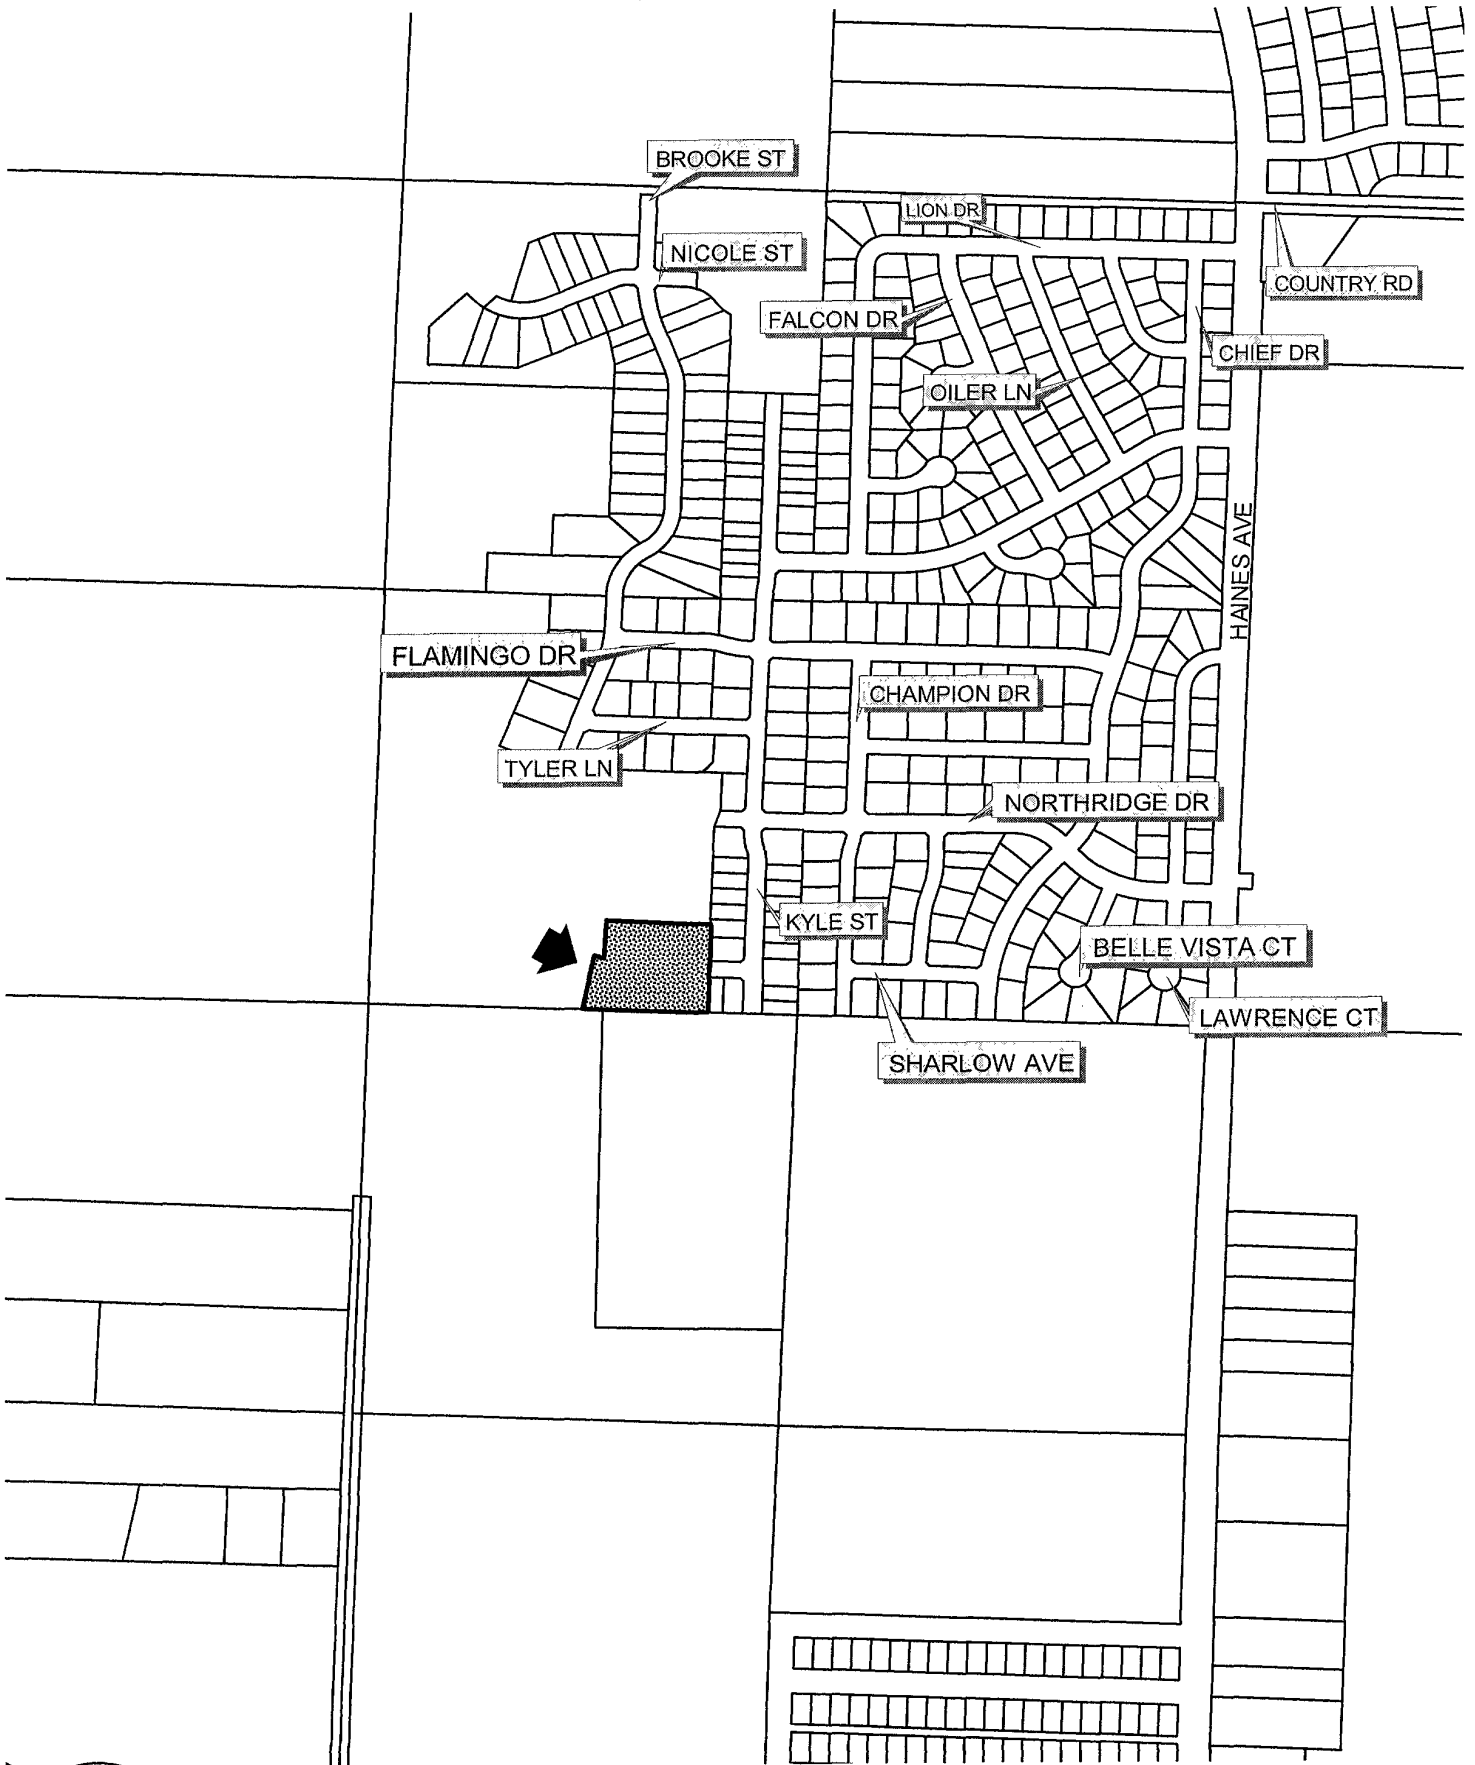 BROOKE ST
LION DR
NICOLE ST
COUNTRY RD
FALCON DR
CHIEF DR
OILER LN
HAINES AVE
FLAMINGO DR
CHAMPION DR
TYLER LN
NORTHRIDGE DR
KYLE ST
BELLE VISTA CT
LAWRENCE CT
SHARLOW AVE